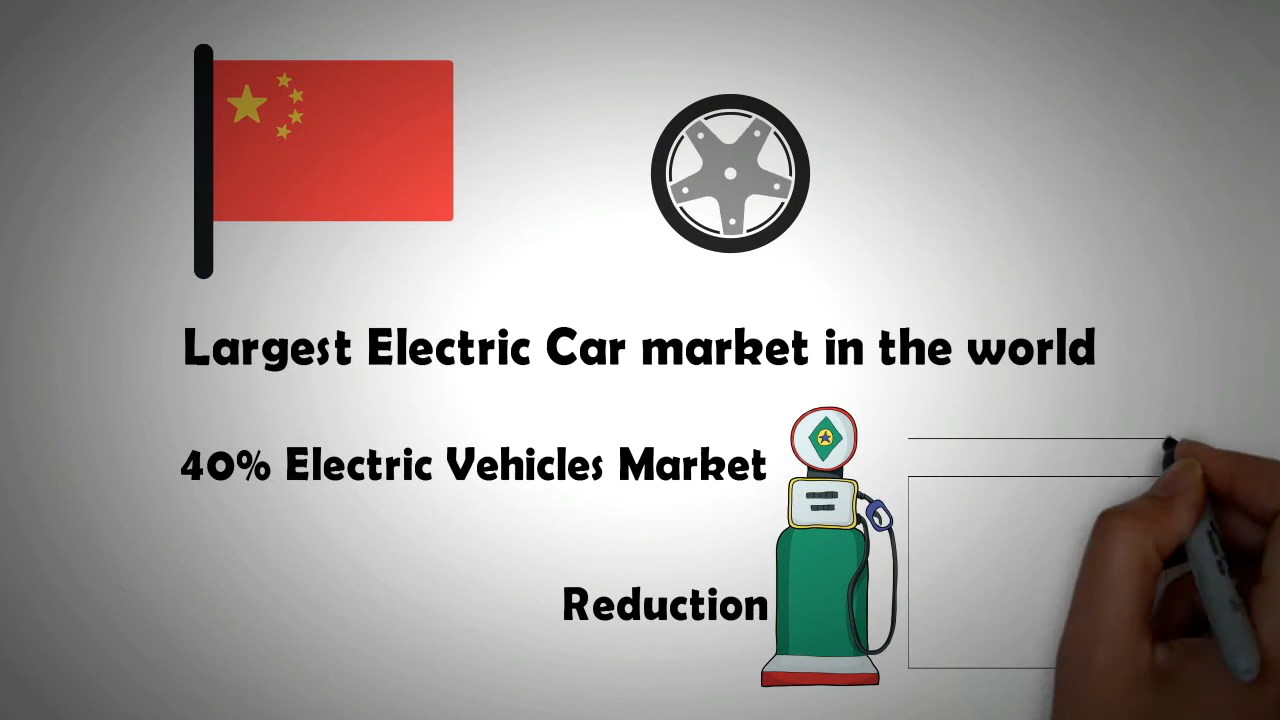 Largest Electric Car market in the world
40% Electric Vehicles Market
Reduction